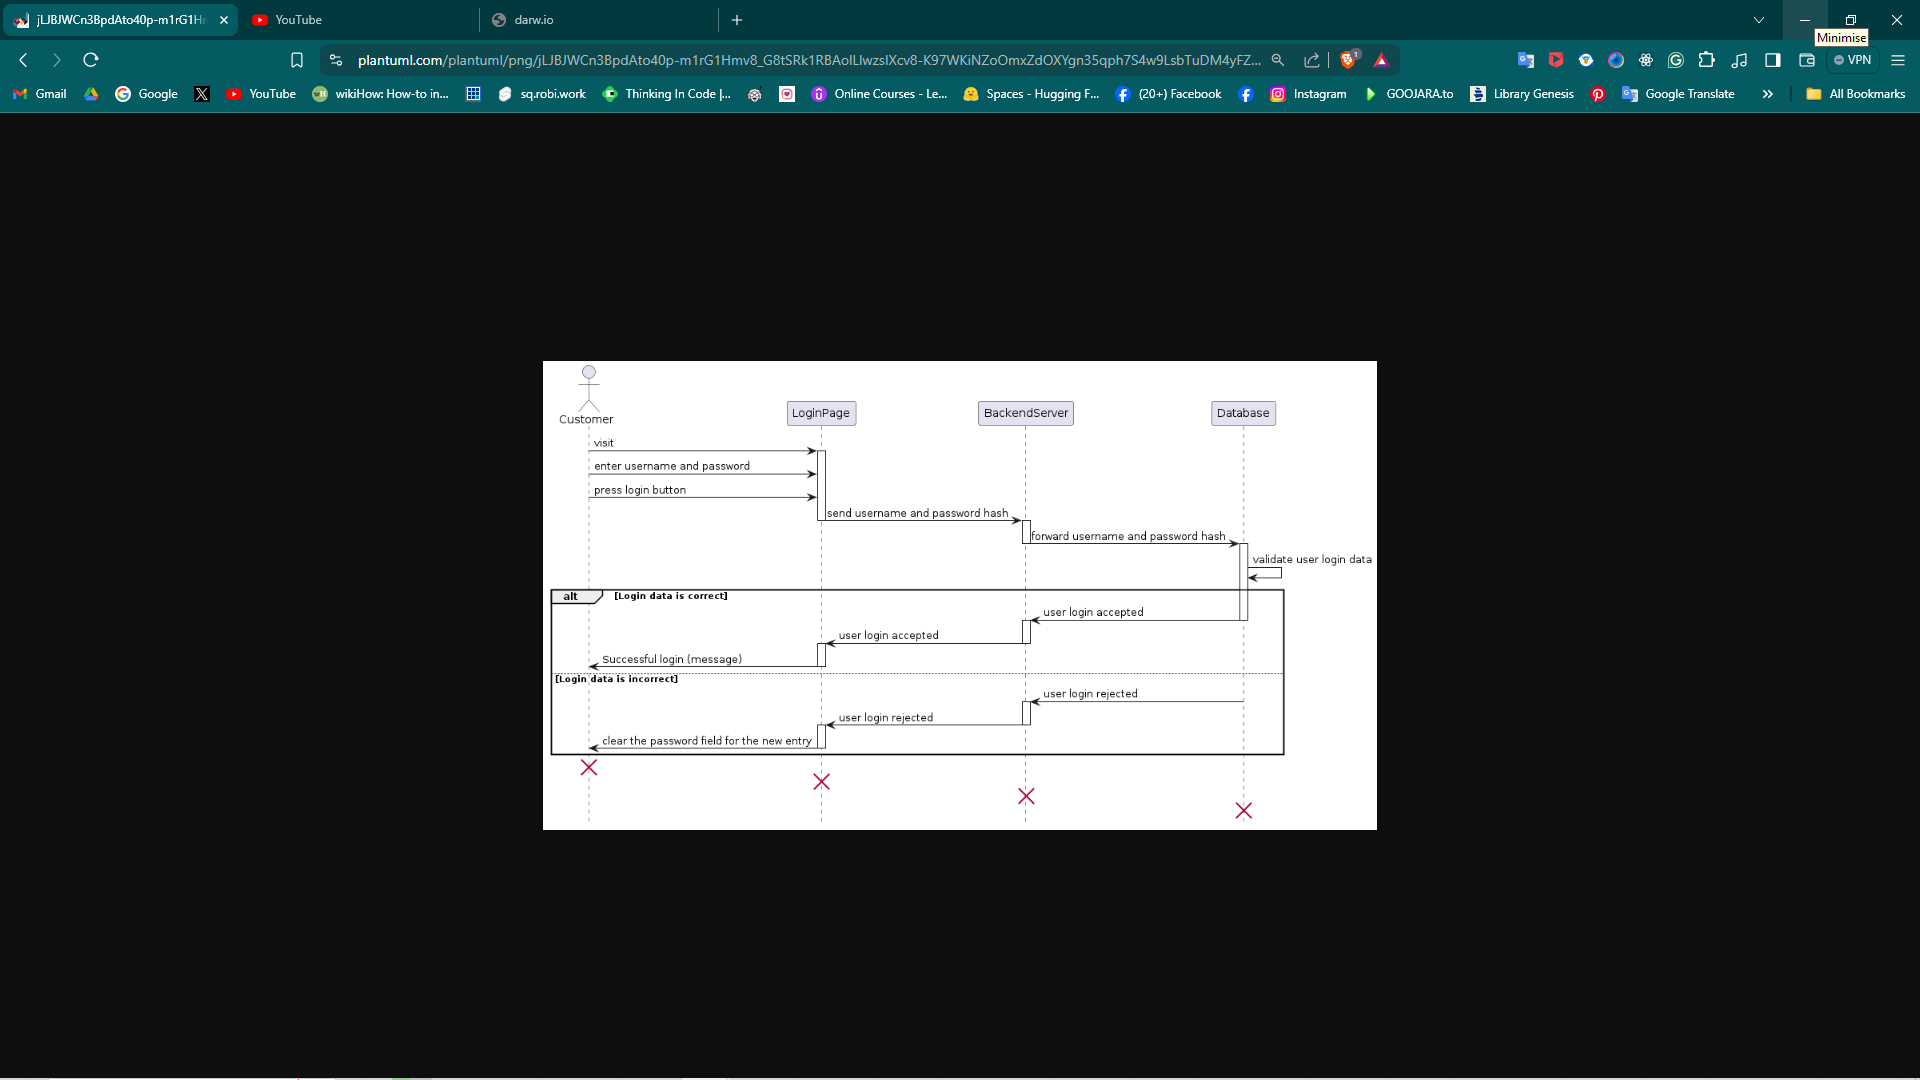 jLJBJWCn3BpdAto40p-m1rG1H
YouTube
darw.io
Minimise
plantuml.com/plantuml/png/jLJBJWCn3BpdAto40p-m1rG1Hmv8_G8tSRk1RBAolLlwzslXcv8-K97WKiNZoOmxZdOXYgn35qph7S4w9LsbTuDM4yFZ...
1
VPN
Gmail
Google
YouTube
wikiHow: How-to in...
sq.robi.work
Thinking In Code |...
Online Courses - Le...
Spaces - Hugging F...
(20+) Facebook
Instagram
GOOJARA.to
Library Genesis
Google Translate
All Bookmarks
Customer
LoginPage
BackendServer
Database
visit
enter username and password
press login button
send username and password hash
forward username and password hash
validate user login data
alt [Login data is correct]
user login accepted
user login accepted
Successful login (message)
[Login data is incorrect]
user login rejected
user login rejected
clear the password field for the new entry